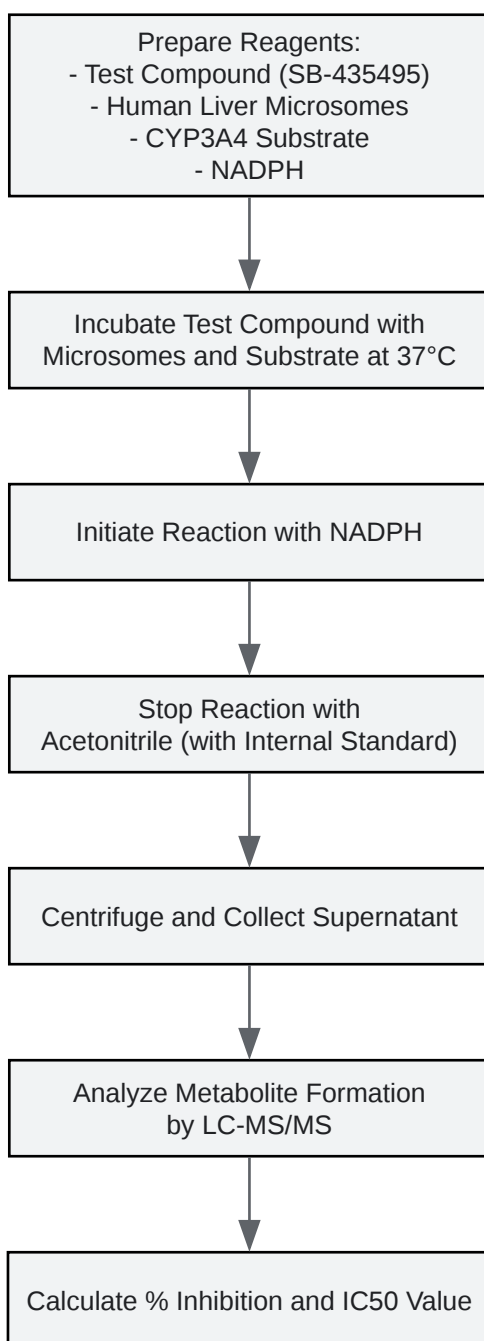 Prepare Reagents:
- Test Compound (SB-435495)
- Human Liver Microsomes
- CYP3A4 Substrate
- NADPH
Incubate Test Compound with
Microsomes and Substrate at 37°C
Initiate Reaction with NADPH
Stop Reaction with
Acetonitrile (with Internal Standard)
Centrifuge and Collect Supernatant
Analyze Metabolite Formation
by LC-MS/MS
Calculate % Inhibition and IC50 Value